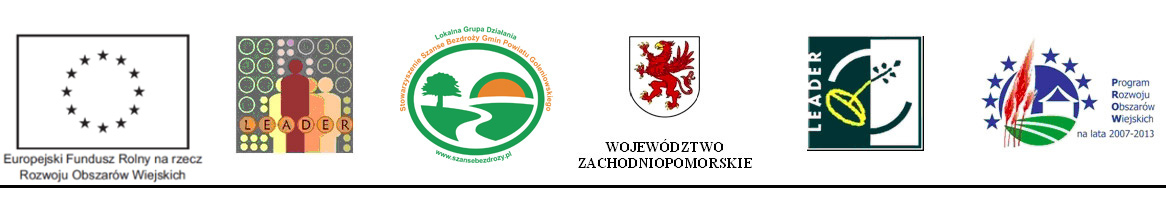 Europejski Fundusz Rolny na rzecz
Rozwoju Obszarów Wiejskich
LEADER
Lokalna Grupa Działania
Stowarzyszenie Szanse Bezdroży Gmin Powiatu Goleniowskiego
www.szansebezdrozy.pl
WOJEWÓDZTWO
ZACHODNIOPOMORSKIE
LEADER
Program
Rozwoju
Obszarów
Wiejskich
na lata 2007-2013